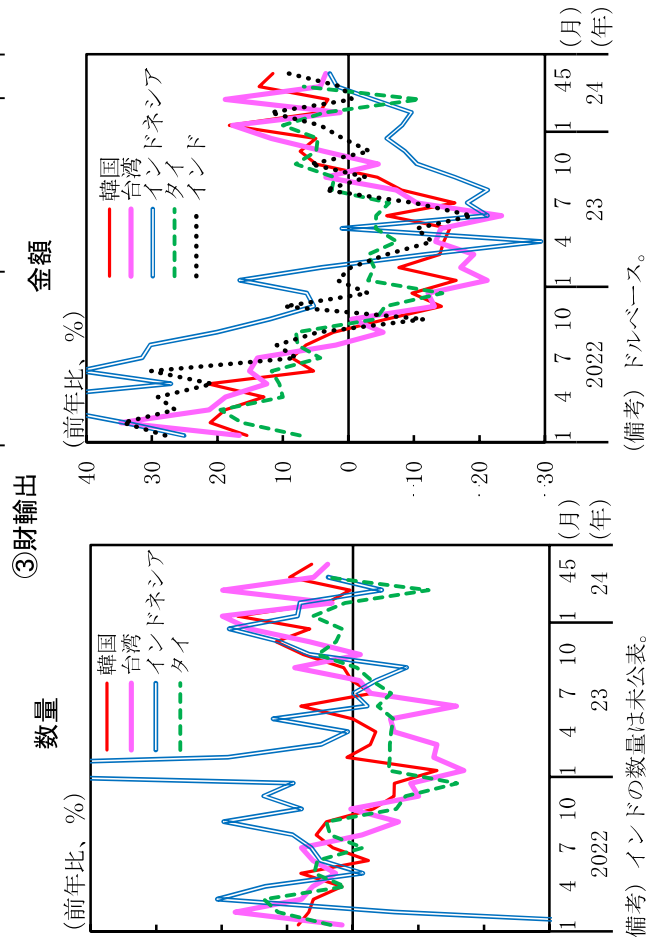 ③財輸出
数量
(前年比、%)
韓国
台湾
インドネシア
タイ
1 4 7 10 1 4 7 10 1 45 (月)
2022 23 24 (年)
備考）インドの数量は未公表。
金額
(前年比、%)
40
30
20
10
0
-10
-20
-30
韓国
台湾
インドネシア
タイ
インド
1 4 7 10 1 4 7 10 1 45 (月)
2022 23 24 (年)
(備考）ドルベース。